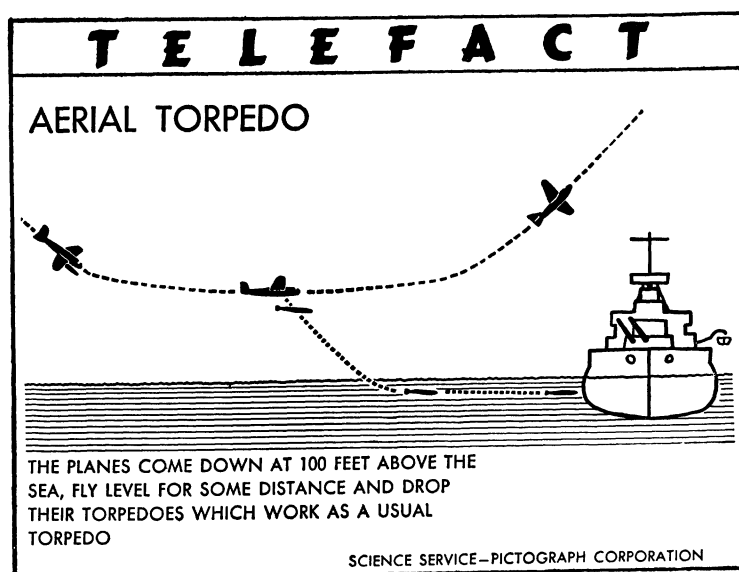 TELEFACT
AERIAL TORPEDO
THE PLANES COME DOWN AT 100 FEET ABOVE THE
SEA, FLY LEVEL FOR SOME DISTANCE AND DROP
THEIR TORPEDOES WHICH WORK AS A USUAL
TORPEDO
SCIENCE SERVICE–PICTOGRAPH CORPORATION